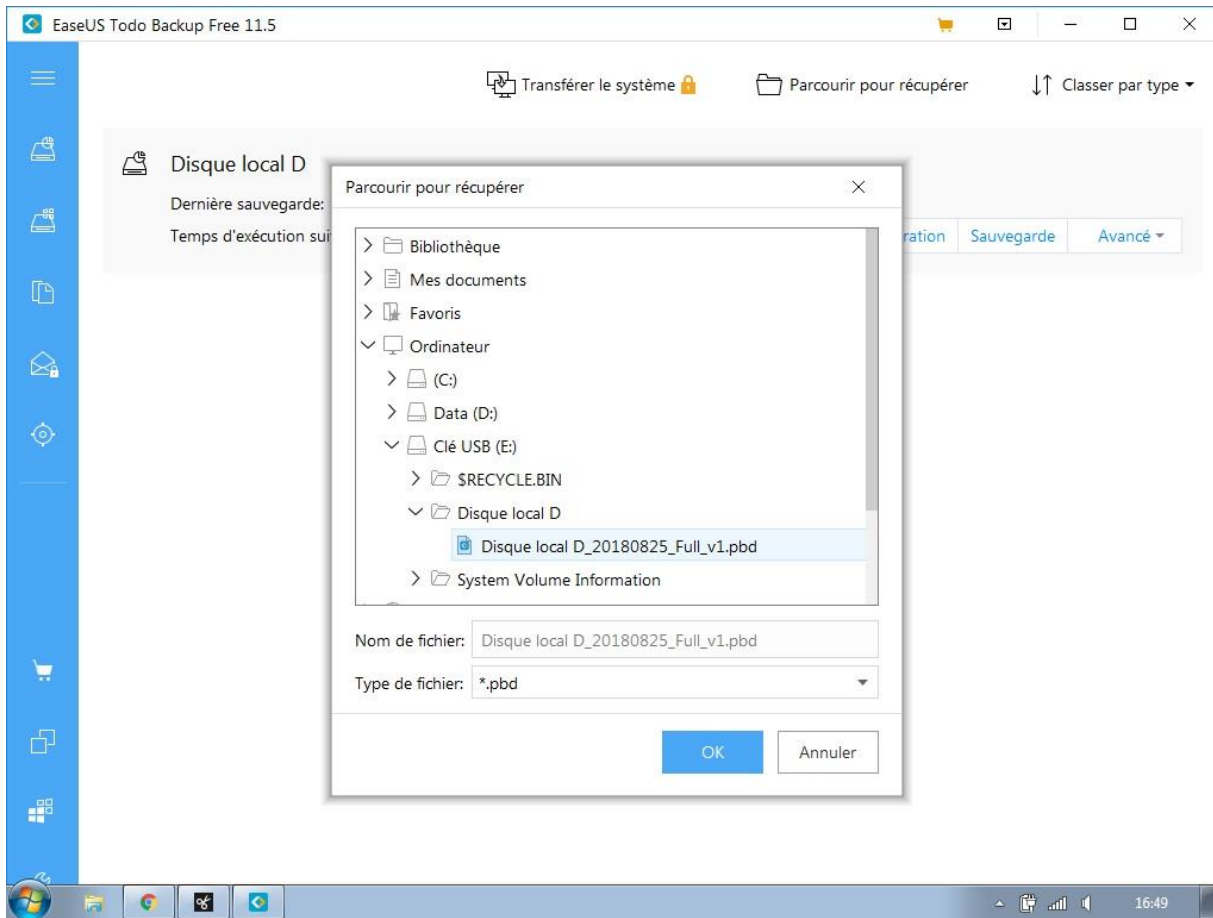 EaseUS Todo Backup Free 11.5
Transférer le système
Parcourir pour récupérer
Classer par type
Disque local D
Dernière sauvegarde:
Temps d'exécution sui
ration
Sauvegarde
Avancé
Parcourir pour récupérer
Bibliothèque
Mes documents
Favoris
Ordinateur
(C:)
Data (D:)
Clé USB (E:)
$RECYCLE.BIN
Disque local D
Disque local D_20180825_Full_v1.pbd
System Volume Information
Nom de fichier: Disque local D_20180825_Full_v1.pbd
Type de fichier: *.pbd
OK
Annuler
16:49